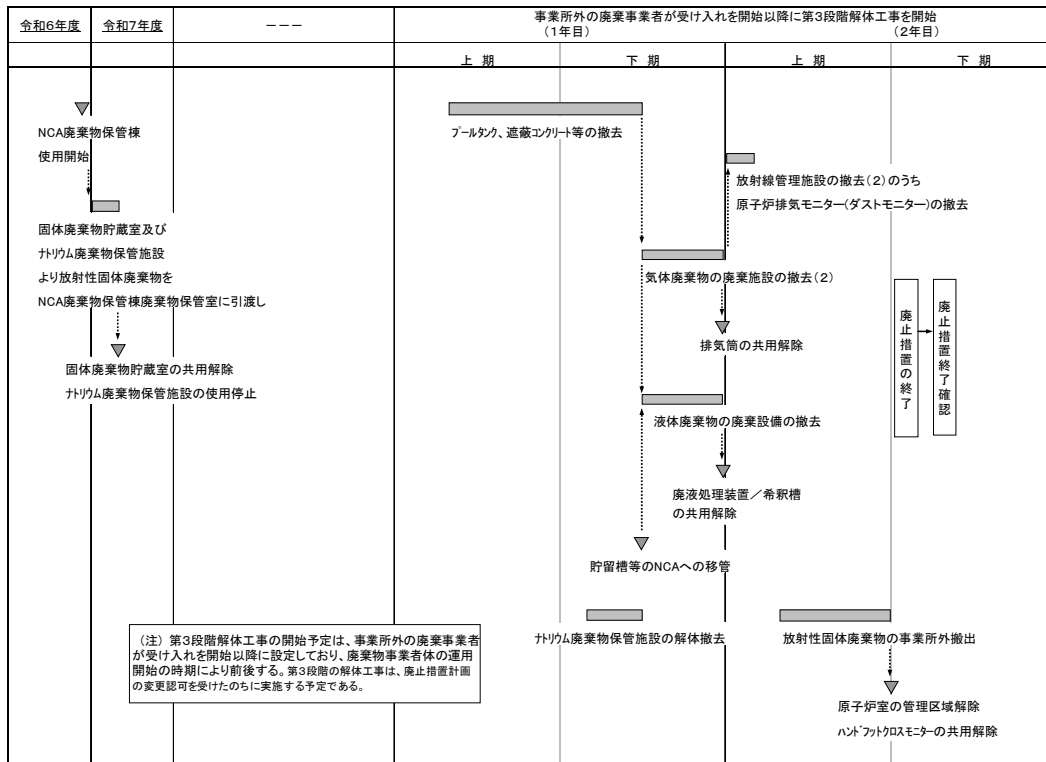 令和6年度
令和7年度
ーーー
事業所外の廃棄事業者が受け入れを開始以降に第3段階解体工事を開始
(1年目)
(2年目)
上 期
下 期
上 期
下 期
NCA廃棄物保管棟
使用開始
固体廃棄物貯蔵室及び
ナトリウム廃棄物保管施設
より放射性固体廃棄物を
NCA廃棄物保管棟廃棄物保管室に引渡し
固体廃棄物貯蔵室の共用解除
ナトリウム廃棄物保管施設の使用停止
プールタンク、遮蔽コンクリート等の撤去
放射線管理施設の撤去(2)のうち
原子炉排気モニター(ダストモニター)の撤去
気体廃棄物の廃棄施設の撤去(2)
排気筒の共用解除
液体廃棄物の廃棄設備の撤去
廃液処理装置/希釈槽
の共用解除
貯留槽等のNCAへの移管
ナトリウム廃棄物保管施設の解体撤去
放射性固体廃棄物の事業所外搬出
原子炉室の管理区域解除
ハンドフットクロスモニターの共用解除
廃止措置の終了
廃止措置終了確認
(注) 第3段階解体工事の開始予定は、事業所外の廃棄事業者
が受け入れを開始以降に設定しており、廃棄物事業者体の運用
開始の時期により前後する。第3段階の解体工事は、廃止措置計画
の変更認可を受けたのちに実施する予定である。